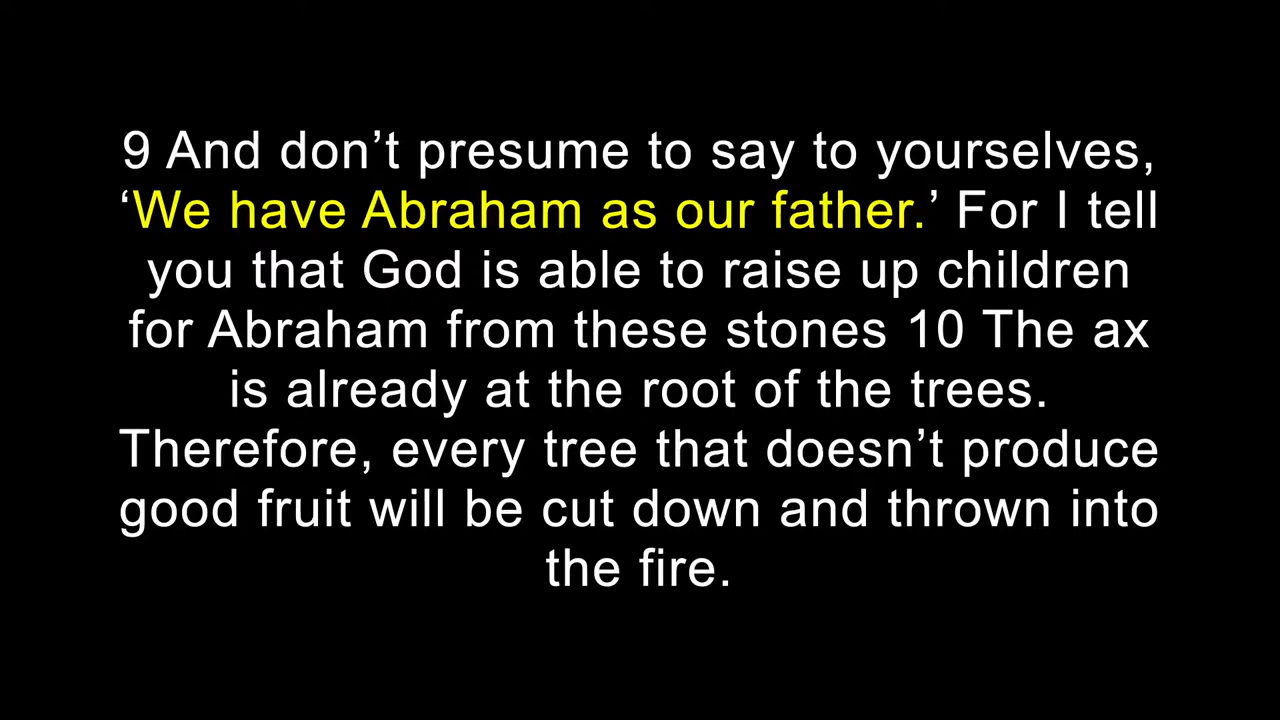 9 And don’t presume to say to yourselves,
‘We have Abraham as our father.’ For I tell
you that God is able to raise up children
for Abraham from these stones 10 The ax
is already at the root of the trees.
Therefore, every tree that doesn’t produce
good fruit will be cut down and thrown into
the fire.